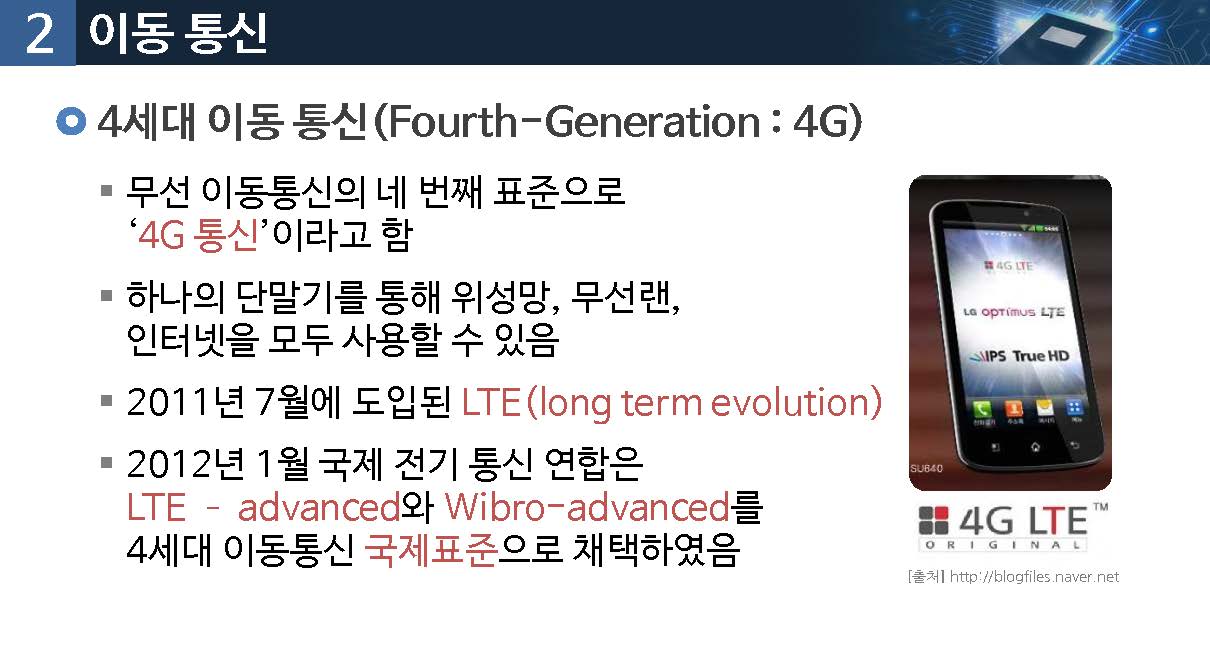 2 이동 통신
4세대 이동 통신(Fourth-Generation : 4G)
무선 이동통신의 네 번째 표준으로
‘4G 통신’이라고 함
하나의 단말기를 통해 위성망, 무선랜,
인터넷을 모두 사용할 수 있음
2011년 7월에 도입된 LTE(long term evolution)
2012년 1월 국제 전기 통신 연합은
LTE - advanced와 Wibro-advanced를
4세대 이동통신 국제표준으로 채택하였음
4G LTE
LG OPTIMUS LTE
IPS True HD
SU640
4G LTE™
ORIGINAL
[출처] http://blogfiles.naver.net